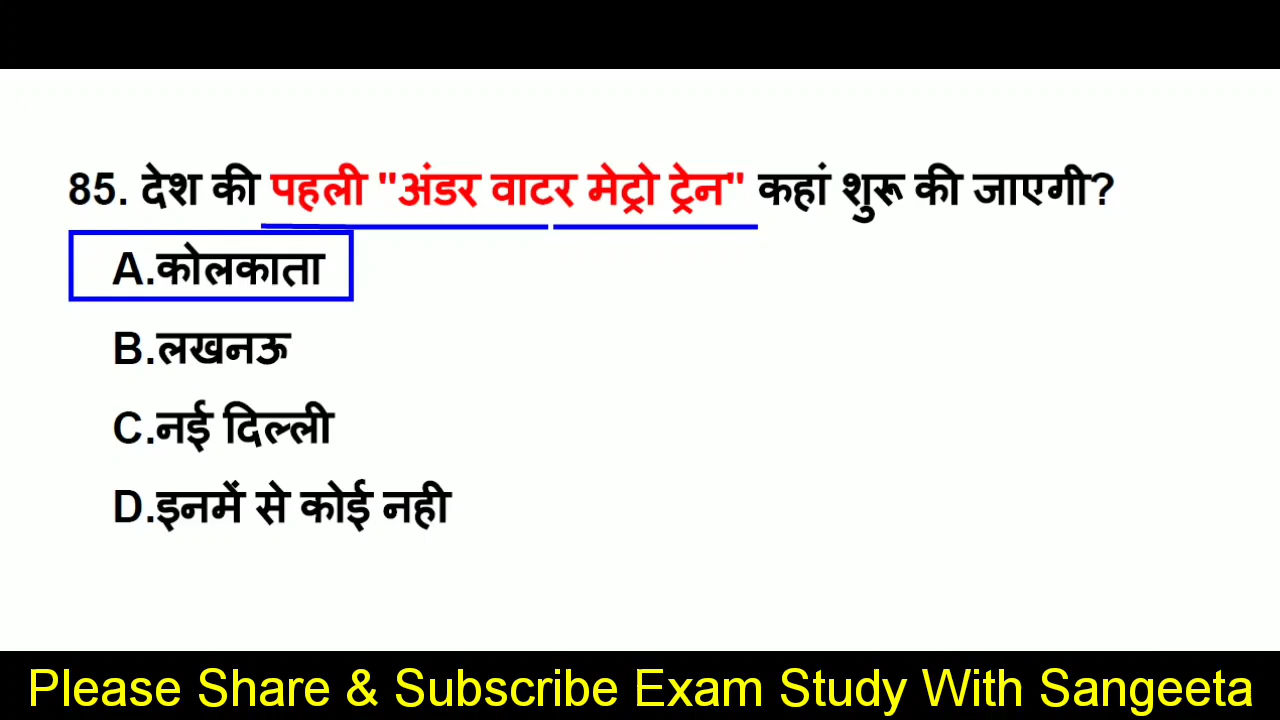 85. देश की पहली "अंडर वाटर मेट्रो ट्रेन" कहां शुरू की जाएगी?
A.कोलकाता
B.लखनऊ
C.नई दिल्ली
D.इनमें से कोई नही
Please Share & Subscribe Exam Study With Sangeeta